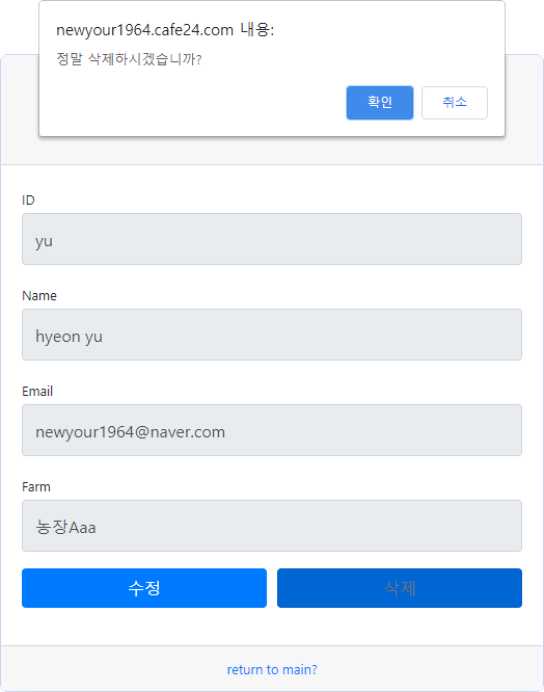 newyour1964.cafe24.com 내용:
정말 삭제하시겠습니까?
확인 취소
ID
yu
Name
hyeon yu
Email
newyour1964@naver.com
Farm
농장Aaa
수정 삭제
return to main?